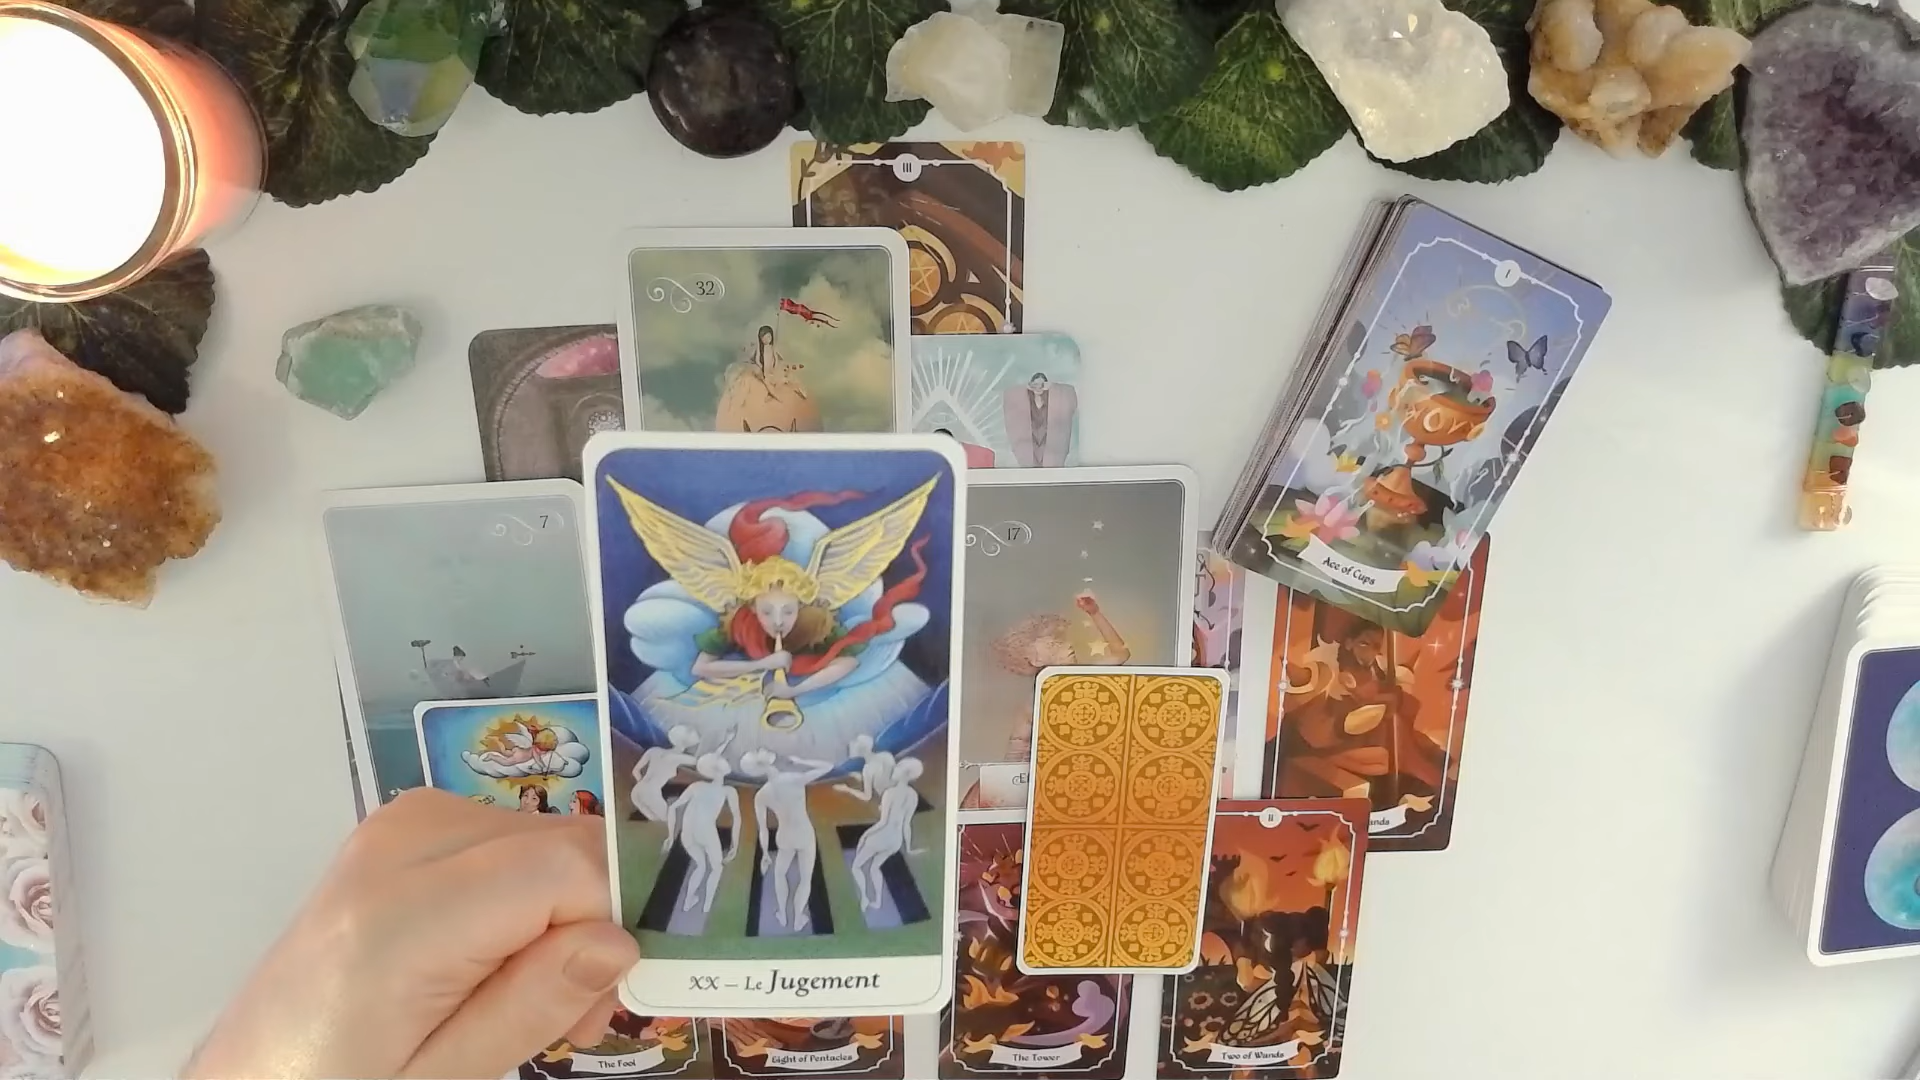 III
I
32
Ace of Cups
7
17
ands
II
XX – Le Jugement
The Fool
Eight of Pentacles
The Tower
Two of Wands